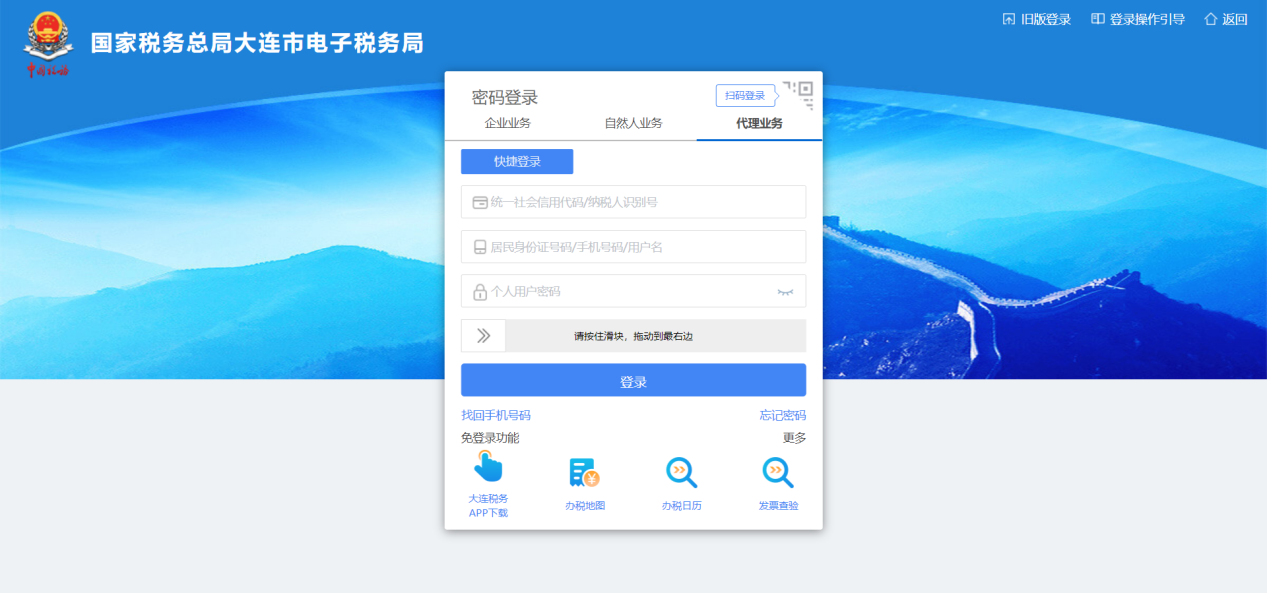 旧版登录 登录操作引导 返回
国家税务总局大连市电子税务局
中国税务
密码登录
扫码登录
企业业务 自然人业务 代理业务
快捷登录
统一社会信用代码/纳税人识别号
居民身份证号码/手机号码/用户名
个人用户密码
请按住滑块，拖动到最右边
登录
找回手机号码 忘记密码
免登录功能 更多
大连税务
APP下载
办税地图
办税日历
发票查验